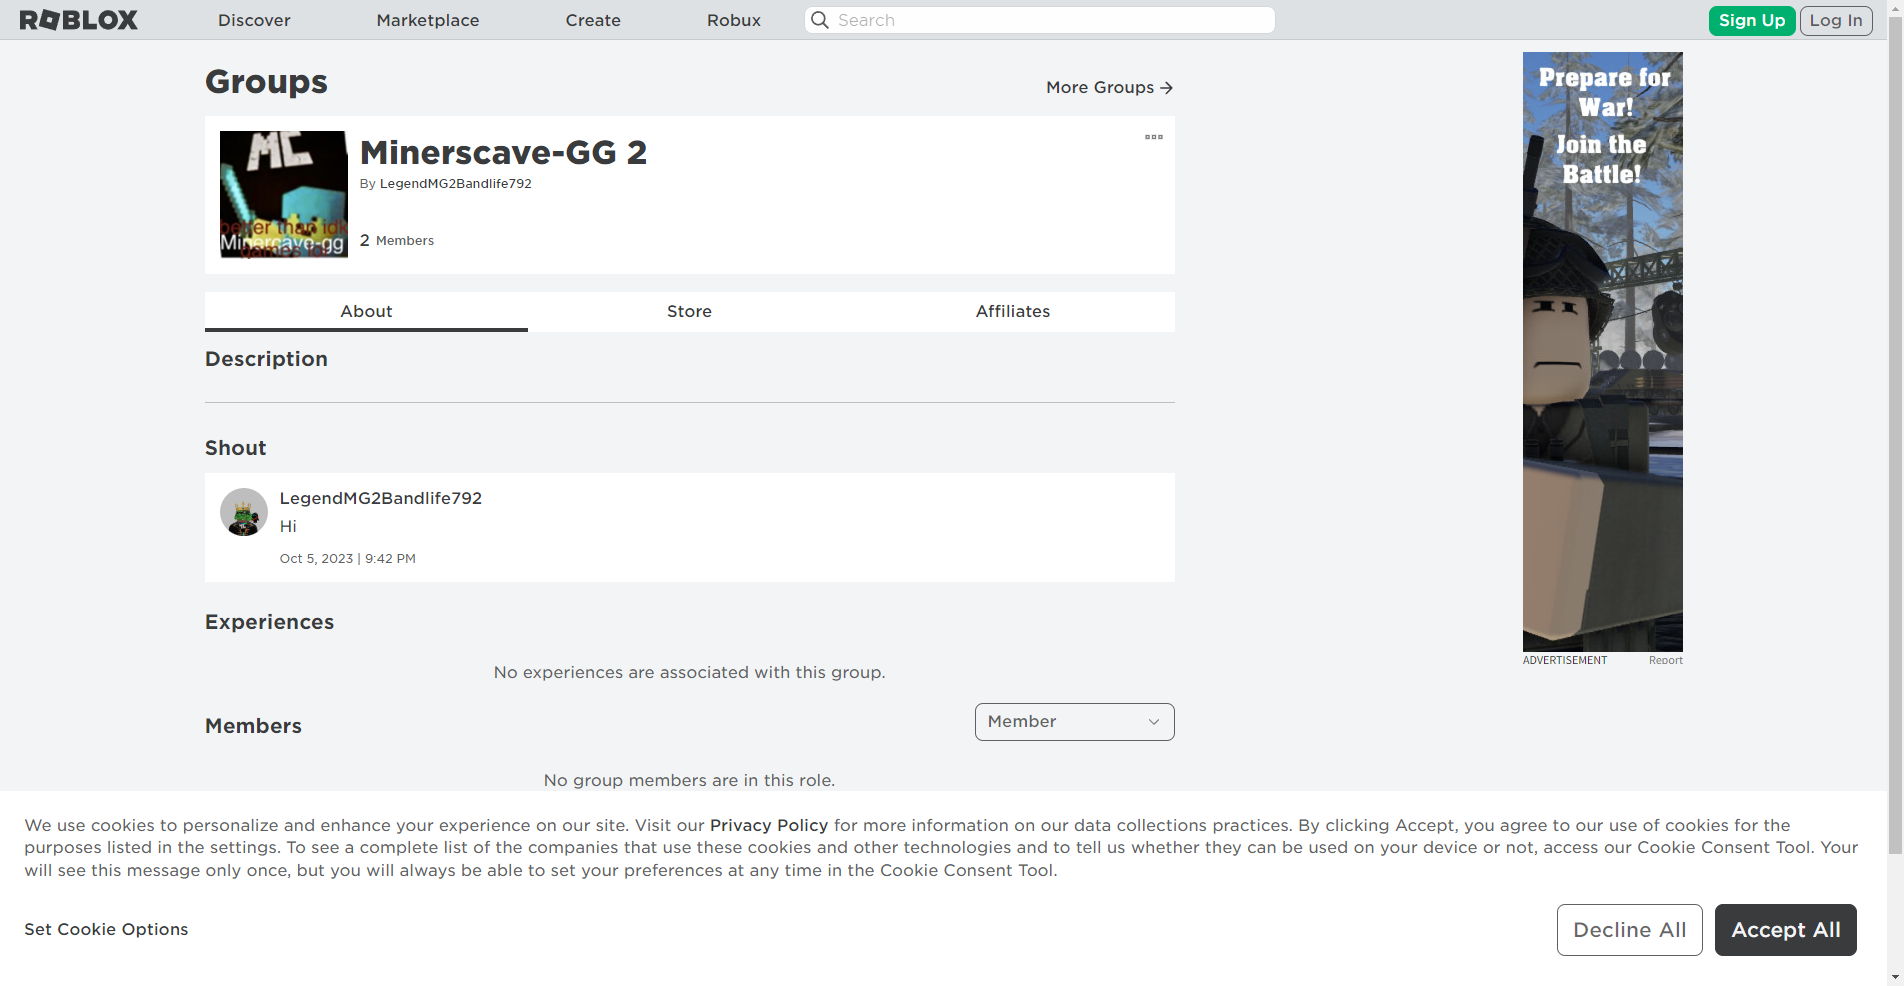 ROBLOX
Discover
Marketplace
Create
Robux
Search
Sign Up
Log In
Groups
More Groups
MC
better than idk
Minercave-gg
games lol
Minerscave-GG 2
By LegendMG2Bandlife792
2 Members
About
Store
Affiliates
Description
Shout
LegendMG2Bandlife792
Hi
Oct 5, 2023 | 9:42 PM
Experiences
No experiences are associated with this group.
Members
Member
No group members are in this role.
Prepare for
War!
Join the
Battle!
ADVERTISEMENT
Report
We use cookies to personalize and enhance your experience on our site. Visit our Privacy Policy for more information on our data collections practices. By clicking Accept, you agree to our use of cookies for the
purposes listed in the settings. To see a complete list of the companies that use these cookies and other technologies and to tell us whether they can be used on your device or not, access our Cookie Consent Tool. Your
will see this message only once, but you will always be able to set your preferences at any time in the Cookie Consent Tool.
Set Cookie Options
Decline All
Accept All